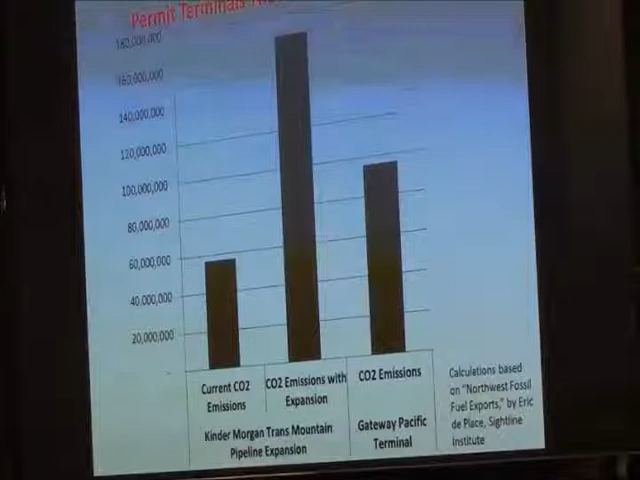 Permit Terminals
180,000,000
160,000,000
140,000,000
120,000,000
100,000,000
80,000,000
60,000,000
40,000,000
20,000,000
-
Current CO2
Emissions
CO2 Emissions with
Expansion
CO2 Emissions
Kinder Morgan Trans Mountain
Pipeline Expansion
Gateway Pacific
Terminal
Calculations based
on "Northwest Fossil
Fuel Exports," by Eric
de Place, Sightline
Institute